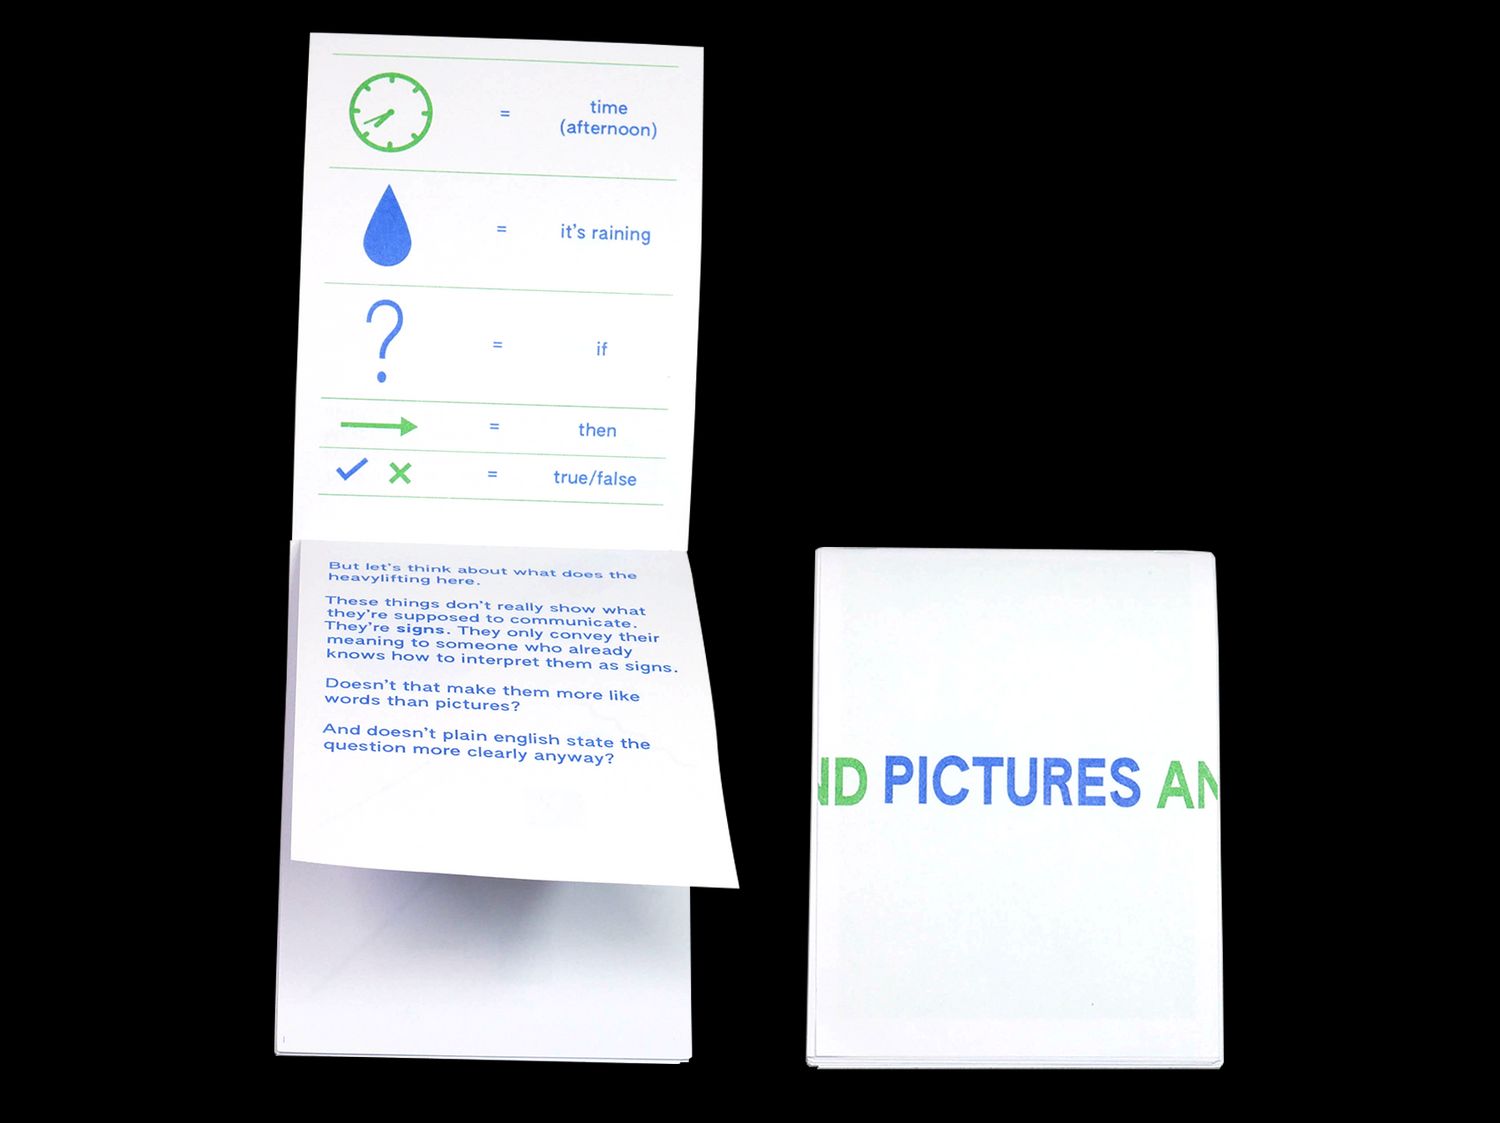 = time
(afternoon)
= it's raining
? = if
= then
= true/false
But let's think about what does the
heavylifting here.
These things don't really show what
they're supposed to communicate.
They're signs. They only convey their
meaning to someone who already
knows how to interpret them as signs.
Doesn't that make them more like
words than pictures?
And doesn't plain english state the
question more clearly anyway?
ND PICTURES AN